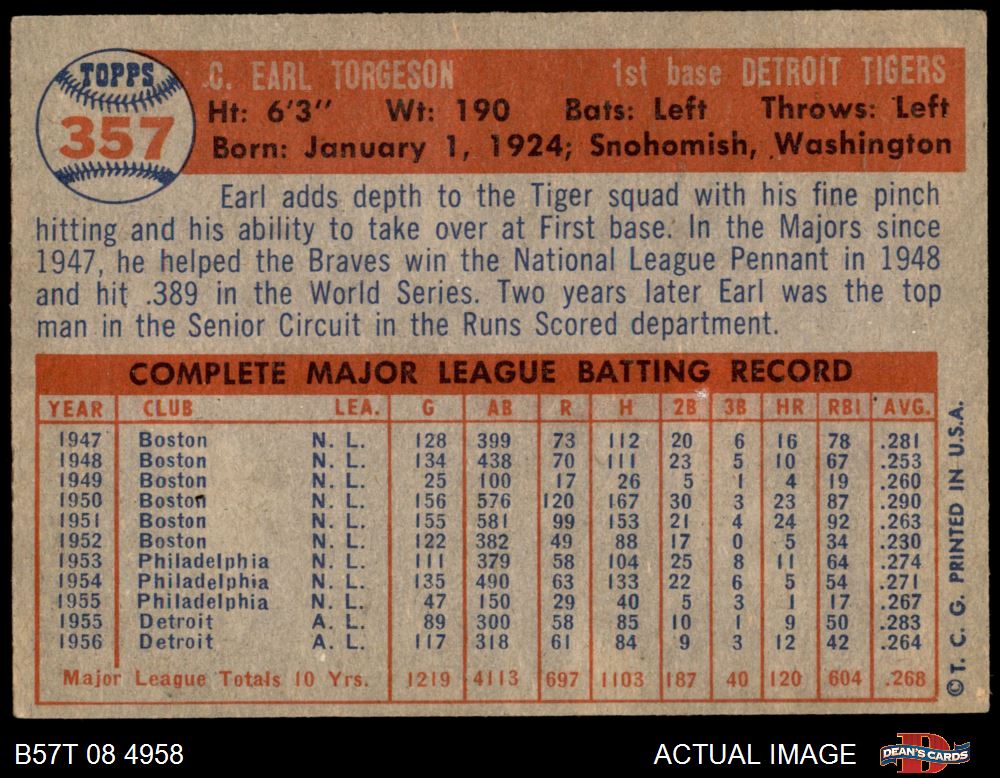 TOPPS
357
C. EARL TORGESON 1st base DETROIT TIGERS
Ht: 6'3" Wt: 190 Bats: Left Throws: Left
Born: January 1, 1924; Snohomish, Washington
Earl adds depth to the Tiger squad with his fine pinch
hitting and his ability to take over at First base. In the Majors since
1947, he helped the Braves win the National League Pennant in 1948
and hit .389 in the World Series. Two years later Earl was the top
man in the Senior Circuit in the Runs Scored department.
COMPLETE MAJOR LEAGUE BATTING RECORD
YEAR CLUB LEA. G AB R H 2B 3B HR RBI AVG.
1947 Boston N. L. 128 399 73 112 20 6 16 78 .281
1948 Boston N. L. 134 438 70 111 23 5 10 67 .253
1949 Boston N. L. 25 100 17 26 5 1 4 19 .260
1950 Boston N. L. 156 576 120 167 30 3 23 87 .290
1951 Boston N. L. 155 581 99 153 21 4 24 92 .263
1952 Boston N. L. 122 382 49 88 17 0 5 34 .230
1953 Philadelphia N. L. 111 379 58 104 25 8 11 64 .274
1954 Philadelphia N. L. 135 490 63 133 22 6 5 54 .271
1955 Philadelphia N. L. 47 150 29 40 5 3 1 17 .267
1955 Detroit A. L. 89 300 58 85 10 1 9 50 .283
1956 Detroit A. L. 117 318 61 84 9 3 12 42 .264
Major League Totals 10 Yrs. 1219 4113 697 1103 187 40 120 604 .268
© T. C. G. PRINTED IN U.S.A.
B57T 08 4958 ACTUAL IMAGE DEAN'S CARDS